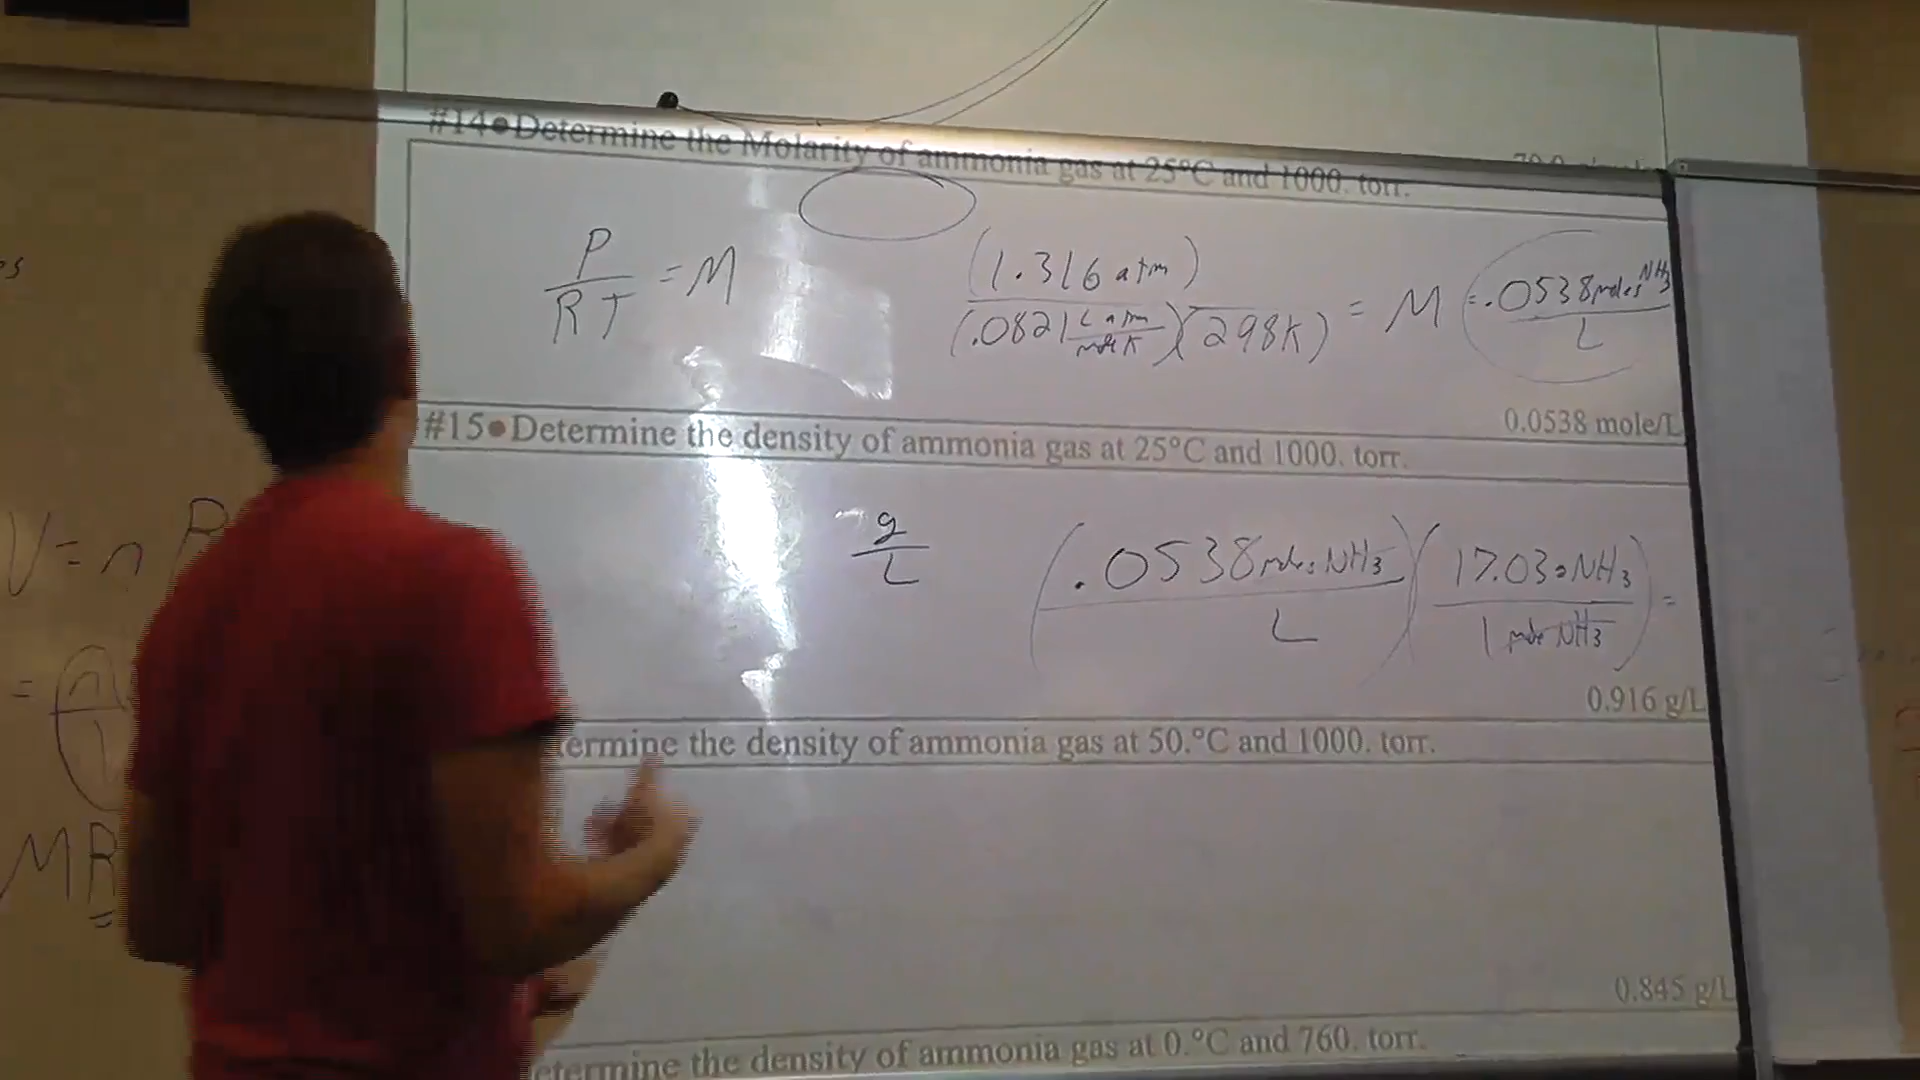 #14●Determine the Molarity of ammonia gas at 25°C and 1000. torr.
P
RT
=M
(1.316 atm)
(.0821 L atm
mole K
)(298K)
= M
=.0538 moles NH3
L
0.0538 mole/L
#15●Determine the density of ammonia gas at 25°C and 1000. torr.
g
L
(.0538 moles NH3
L
)(17.03g NH3
1 mole NH3
) =
0.916 g/L
termine the density of ammonia gas at 50.°C and 1000. torr.
0.845 g/L
etermine the density of ammonia gas at 0.°C and 760. torr.
V = n R
=
MR